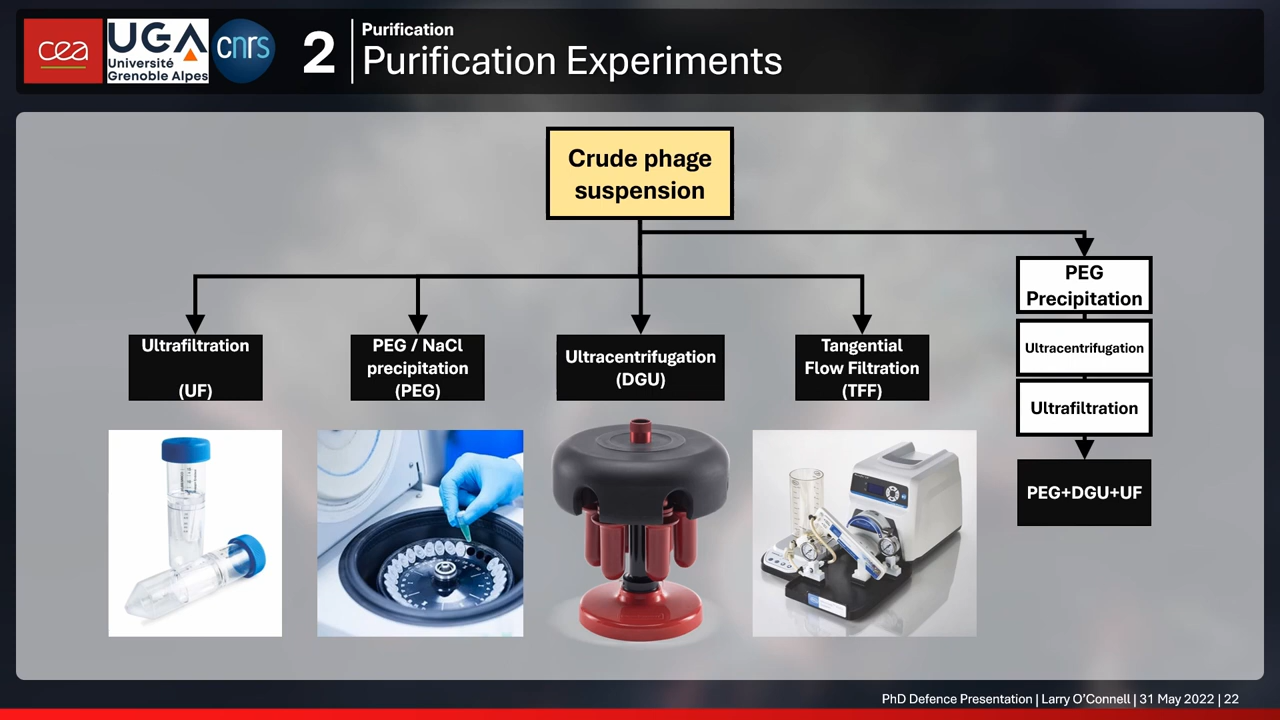 cea
UGA
Université
Grenoble Alpes
cnrs
2
Purification
Purification Experiments
Crude phage
suspension
Ultrafiltration
(UF)
PEG / NaCl
precipitation
(PEG)
Ultracentrifugation
(DGU)
Tangential
Flow Filtration
(TFF)
PEG
Precipitation
Ultracentrifugation
Ultrafiltration
PEG+DGU+UF
PhD Defence Presentation | Larry O’Connell | 31 May 2022 | 22